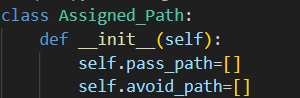 class Assigned_Path:
    def __init__(self):
        self.pass_path=[]
        self.avoid_path=[]